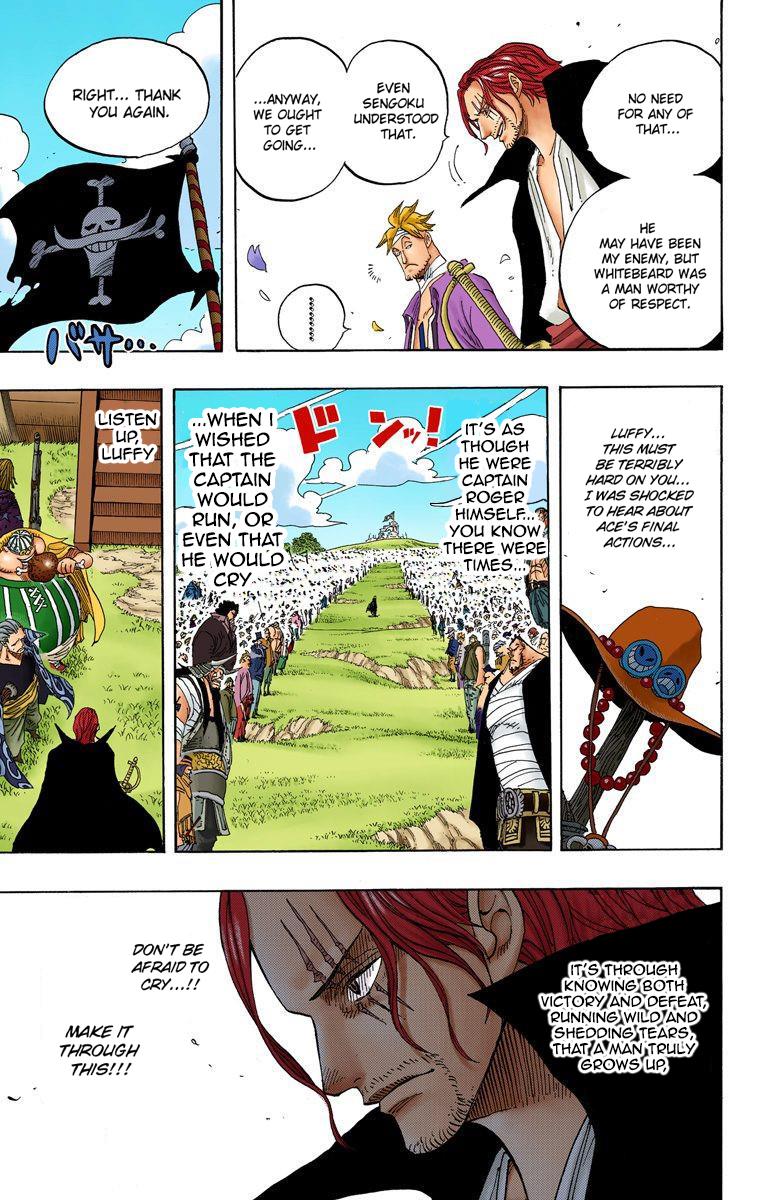 NO NEED
FOR ANY OF
THAT...
HE
MAY HAVE BEEN
MY ENEMY, BUT
WHITEBEARD WAS
A MAN WORTHY
OF RESPECT.
EVEN
SENGOKU
UNDERSTOOD
THAT.
...ANYWAY,
WE OUGHT
TO GET
GOING...
RIGHT... THANK
YOU AGAIN.
バサ...
LUFFY...
THIS MUST
BE TERRIBLY
HARD ON YOU...
I WAS SHOCKED
TO HEAR ABOUT
ACE'S FINAL
ACTIONS...
IT'S AS
THOUGH
HE WERE
CAPTAIN
ROGER
HIMSELF...
YOU KNOW
THERE WERE
TIMES...
ドンッ!
...WHEN I
WISHED
THAT THE
CAPTAIN
WOULD
RUN, OR
EVEN THAT
HE WOULD
CRY
LISTEN
UP,
LUFFY
IT'S THROUGH
KNOWING BOTH
VICTORY AND DEFEAT,
RUNNING WILD AND
SHEDDING TEARS,
THAT A MAN TRULY
GROWS UP,
DON'T BE
AFRAID TO
CRY...!!
MAKE IT
THROUGH
THIS!!!